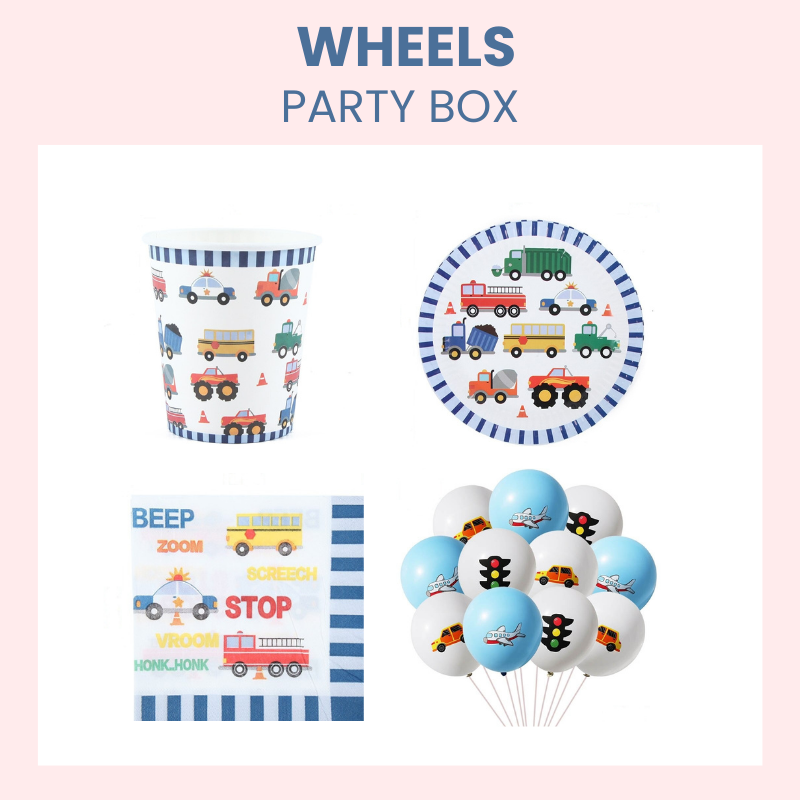 WHEELS
PARTY BOX
BEEP
ZOOM
SCREECH
STOP
VROOM
HONK..HONK